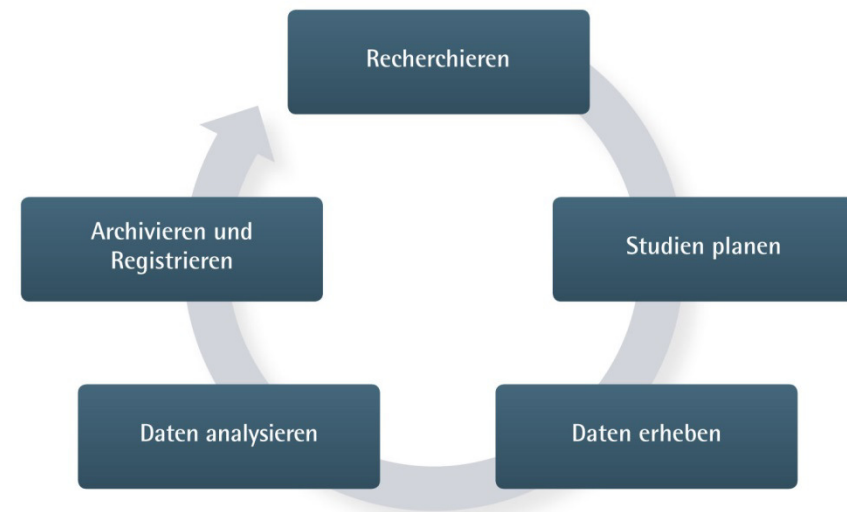 Recherchieren
Studien planen
Daten erheben
Daten analysieren
Archivieren und
Registrieren